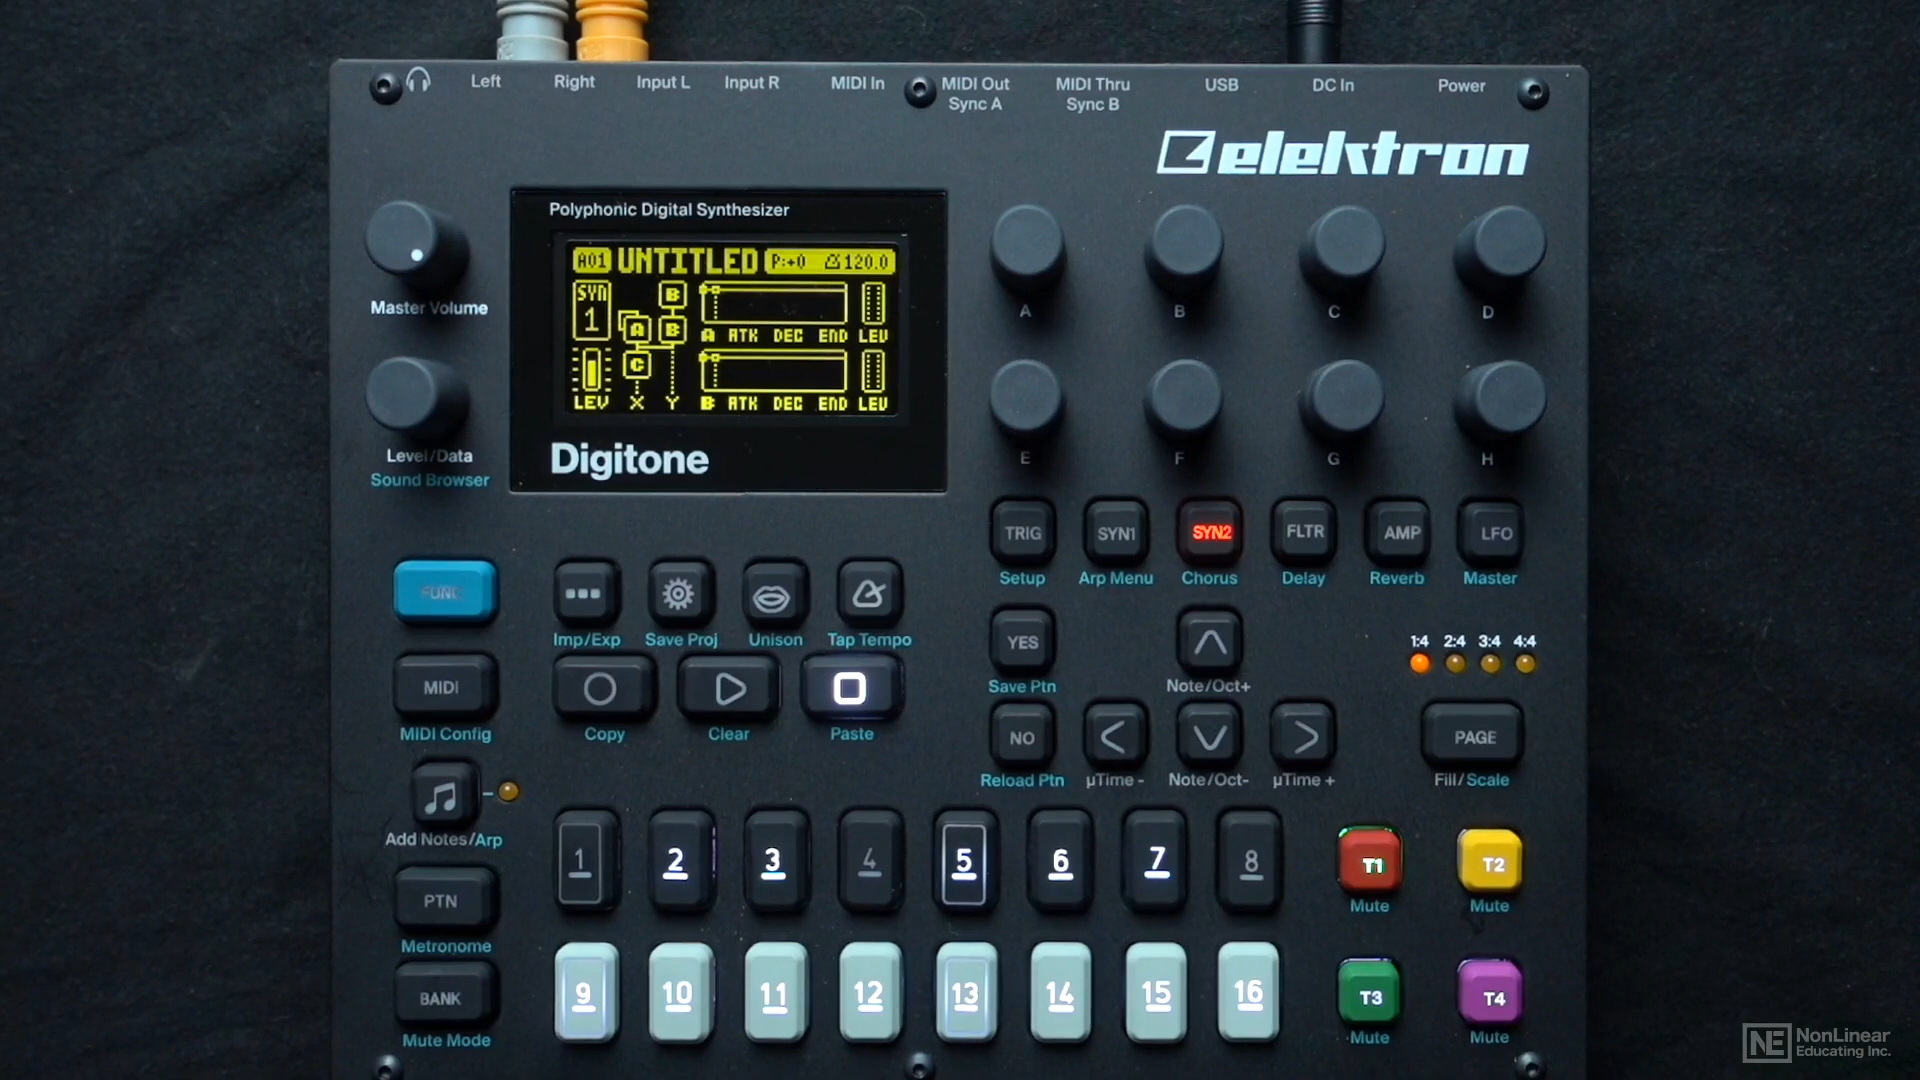 Left Right Input L Input R MIDI In MIDI Out MIDI Thru USB DC In Power
Sync A Sync B
elektron
Polyphonic Digital Synthesizer
A01 UNTITLED P:+0 120.0
SYN
1
B
A B
C
A ATK DEC END LEV
LEV X Y B ATK DEC END LEV
Digitone
Master Volume
Level/Data
Sound Browser
A B C D
E F G H
TRIG SYN1 SYN2 FLTR AMP LFO
Setup Arp Menu Chorus Delay Reverb Master
FUNC
Imp/Exp Save Proj Unison Tap Tempo
YES
Save Ptn Note/Oct+
1:4 2:4 3:4 4:4
MIDI
MIDI Config Copy Clear Paste
NO PAGE
Reload Ptn µTime - Note/Oct- µTime + Fill/Scale
Add Notes/Arp
1 2 3 4 5 6 7 8
T1 T2
Mute Mute
PTN
Metronome
9 10 11 12 13 14 15 16
T3 T4
Mute Mute
BANK
Mute Mode
NE NonLinear
Educating Inc.